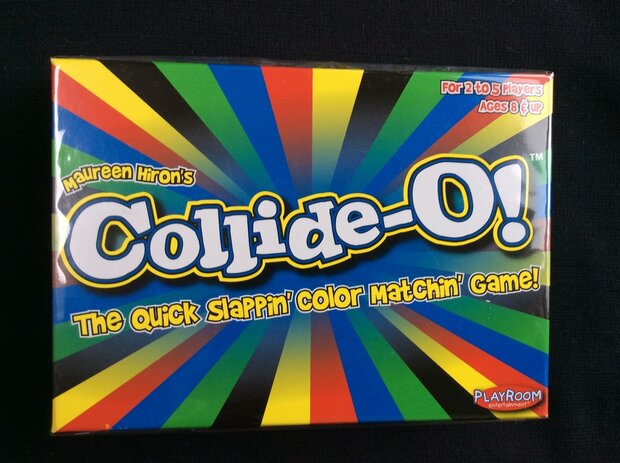 For 2 to 5 Players
Ages 8 & up
Maureen Hiron's
Collide-O!™
The Quick Slappin' Color Matchin' Game!
PLAYROOM
entertainment